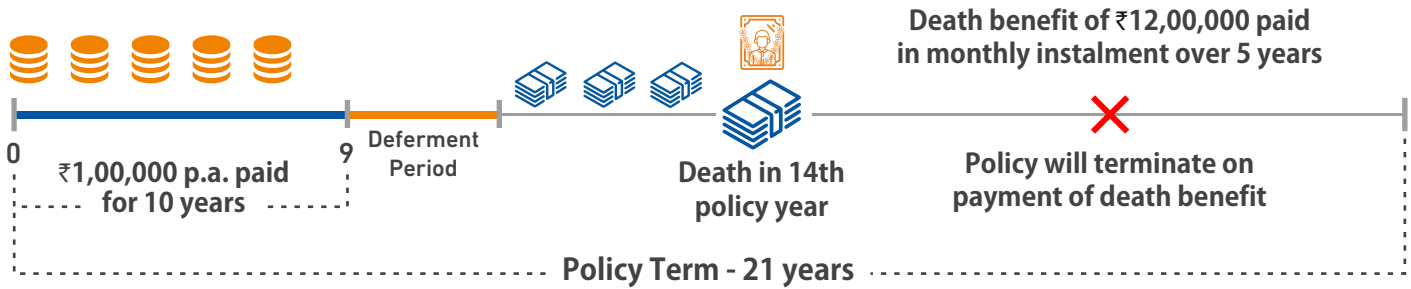 Death benefit of ₹12,00,000 paid
in monthly instalment over 5 years
0
9
Deferment
Period
₹1,00,000 p.a. paid
for 10 years
Death in 14th
policy year
Policy will terminate on
payment of death benefit
Policy Term - 21 years